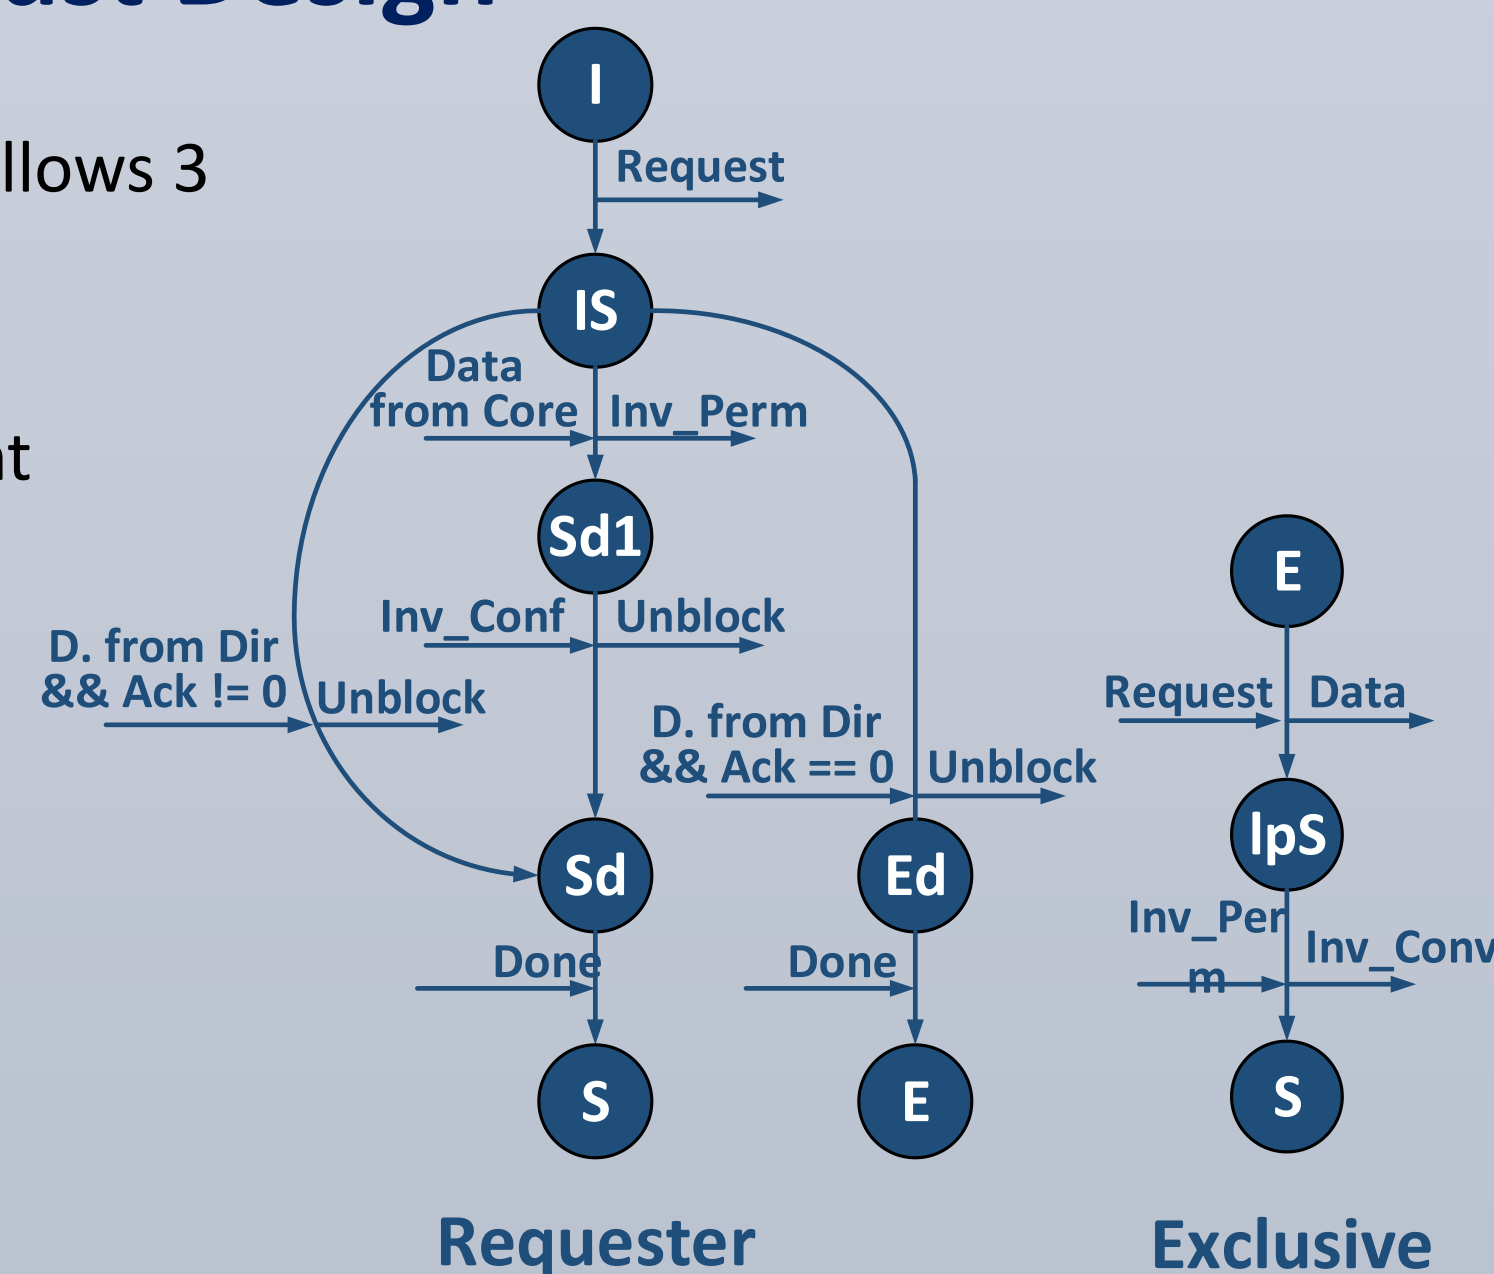 Design
llows 3
I
Request
IS
Data
from Core
Inv_Perm
Sd1
Inv_Conf
Unblock
D. from Dir
&& Ack != 0
Unblock
D. from Dir
&& Ack == 0
Unblock
Sd
Ed
Done
Done
S
E
E
Request
Data
IpS
Inv_Per
m
Inv_Conv
S
Requester
Exclusive